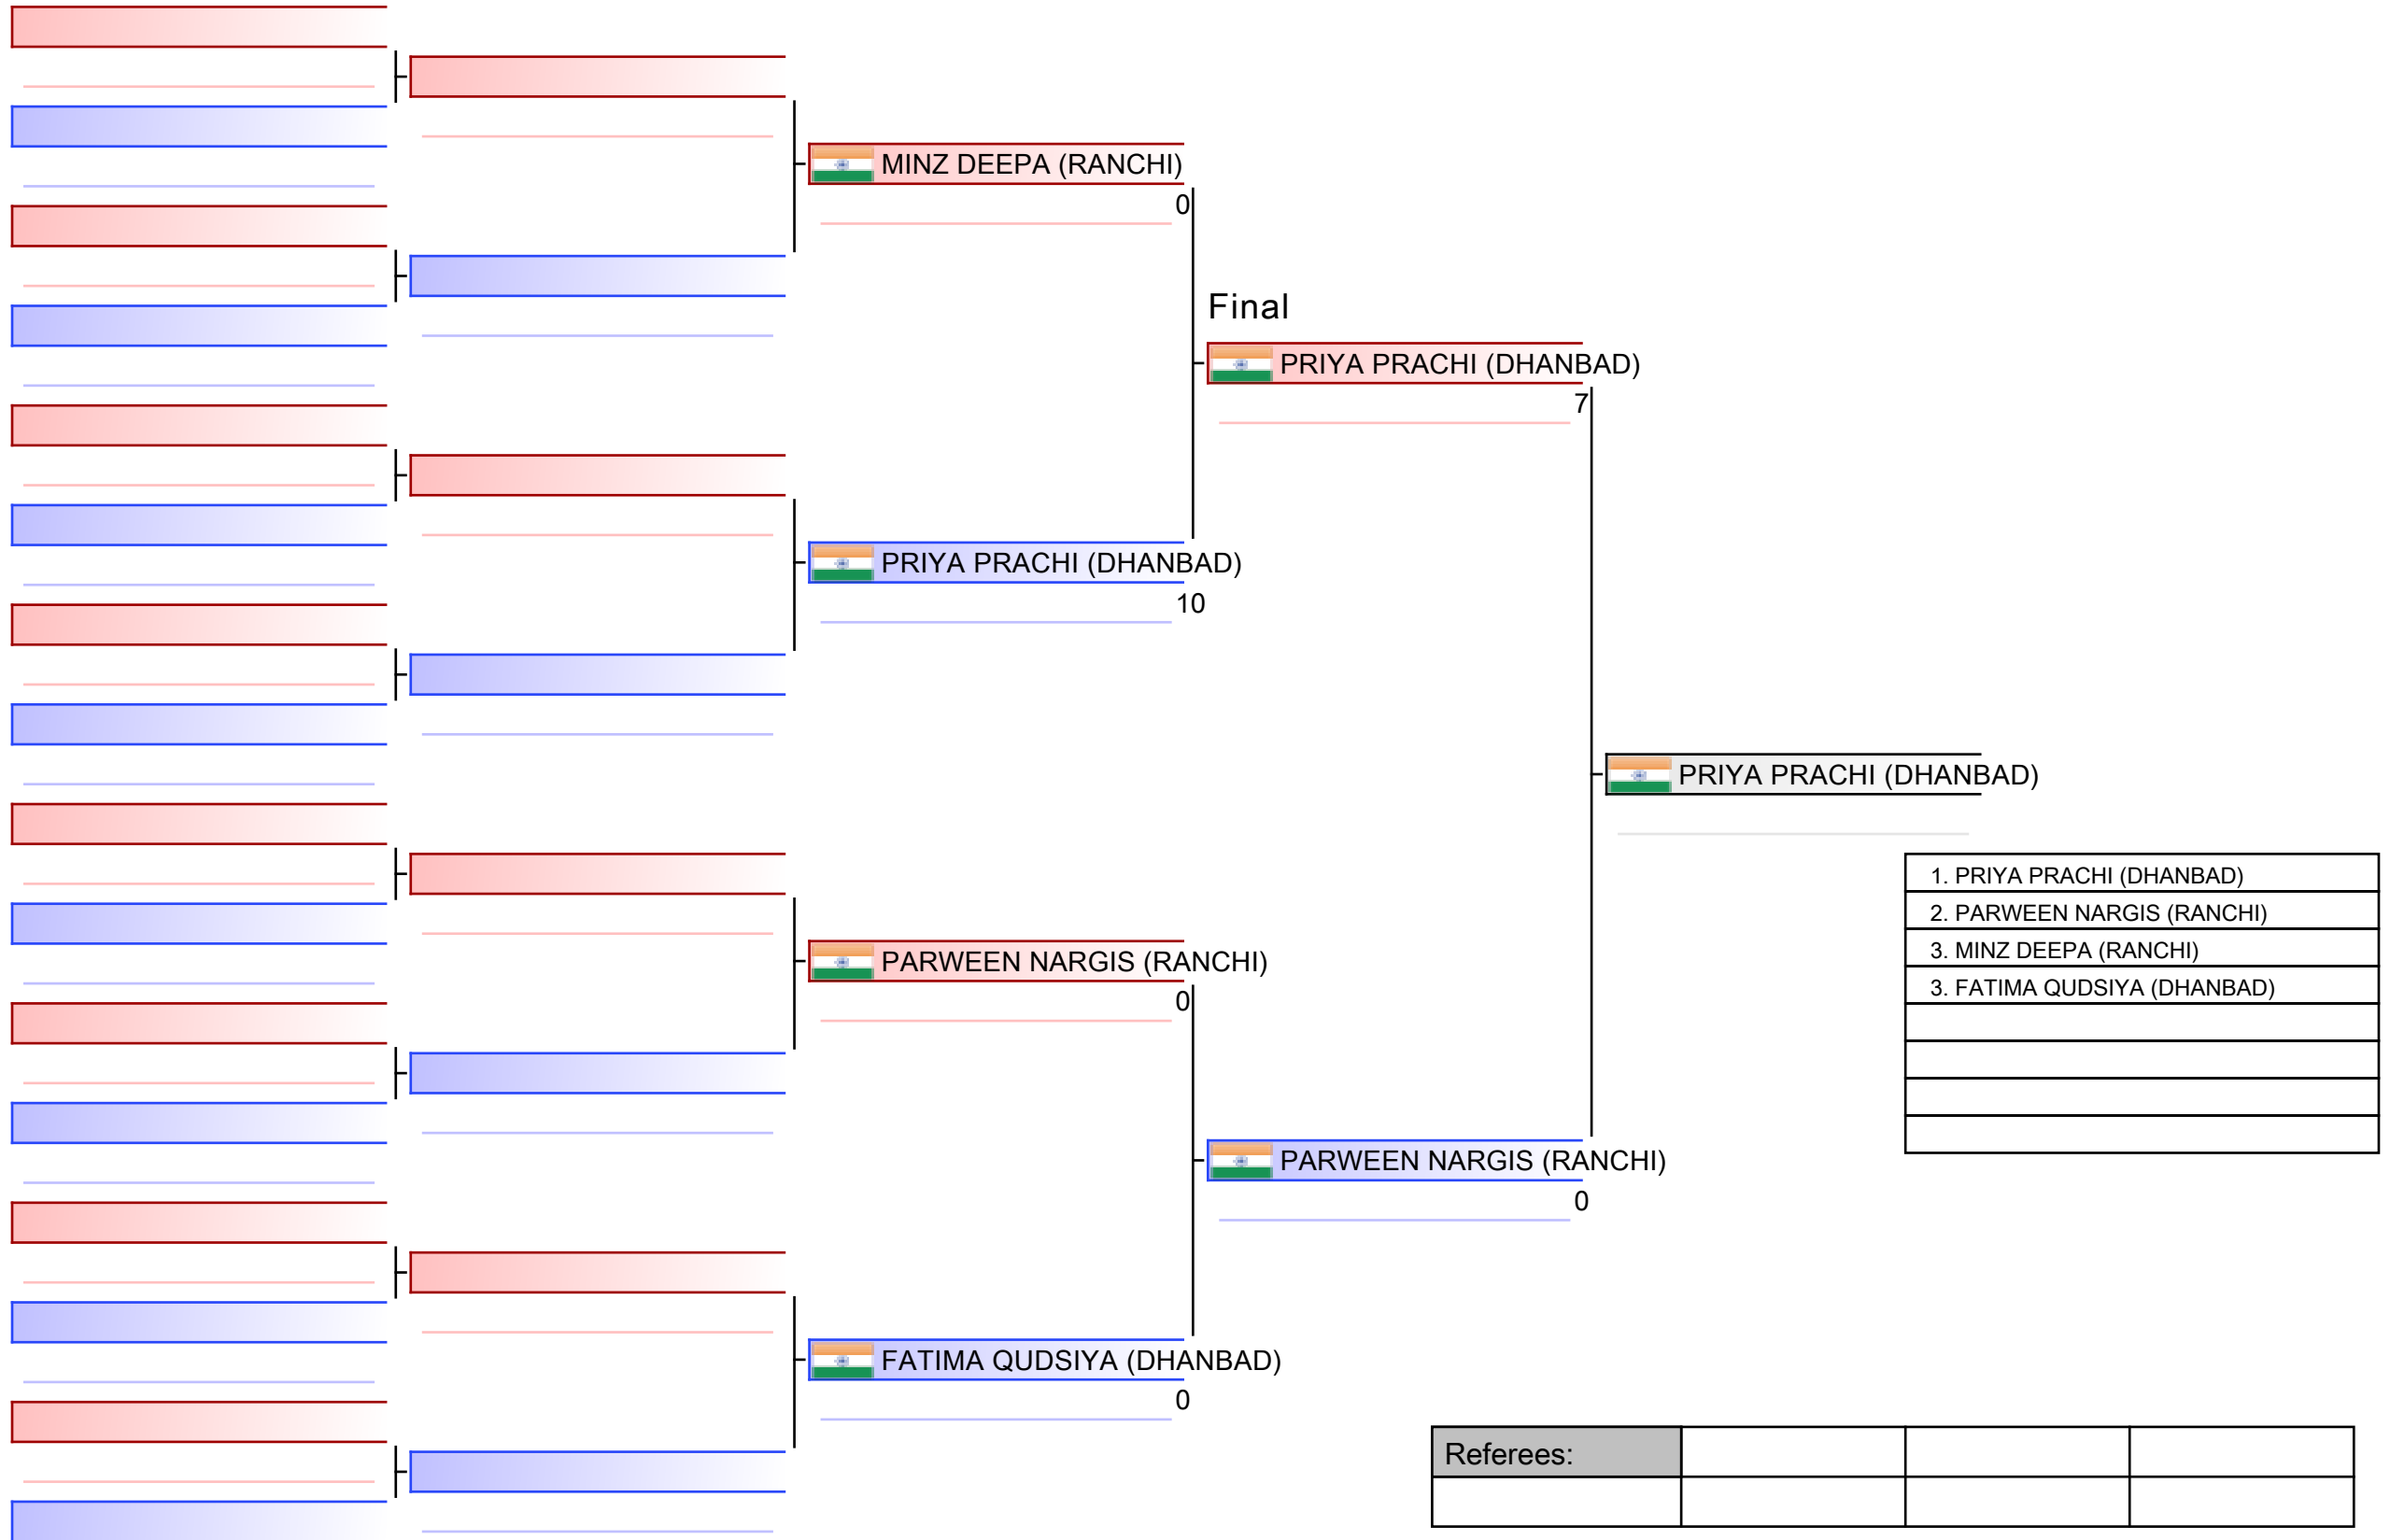 MINZ DEEPA (RANCHI)
0
Final
PRIYA PRACHI (DHANBAD)
7
PRIYA PRACHI (DHANBAD)
10
PRIYA PRACHI (DHANBAD)
1. PRIYA PRACHI (DHANBAD)
2. PARWEEN NARGIS (RANCHI)
3. MINZ DEEPA (RANCHI)
3. FATIMA QUDSIYA (DHANBAD)
PARWEEN NARGIS (RANCHI)
0
PARWEEN NARGIS (RANCHI)
0
FATIMA QUDSIYA (DHANBAD)
0
Referees: